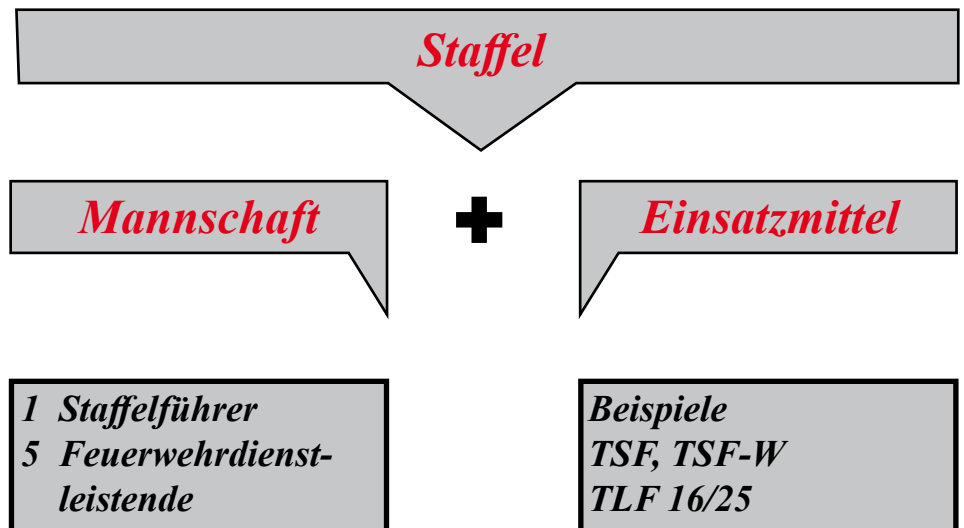 Staffel
Mannschaft
+
Einsatzmittel
1 Staffelführer
5 Feuerwehrdienst-
leistende
Beispiele
TSF, TSF-W
TLF 16/25